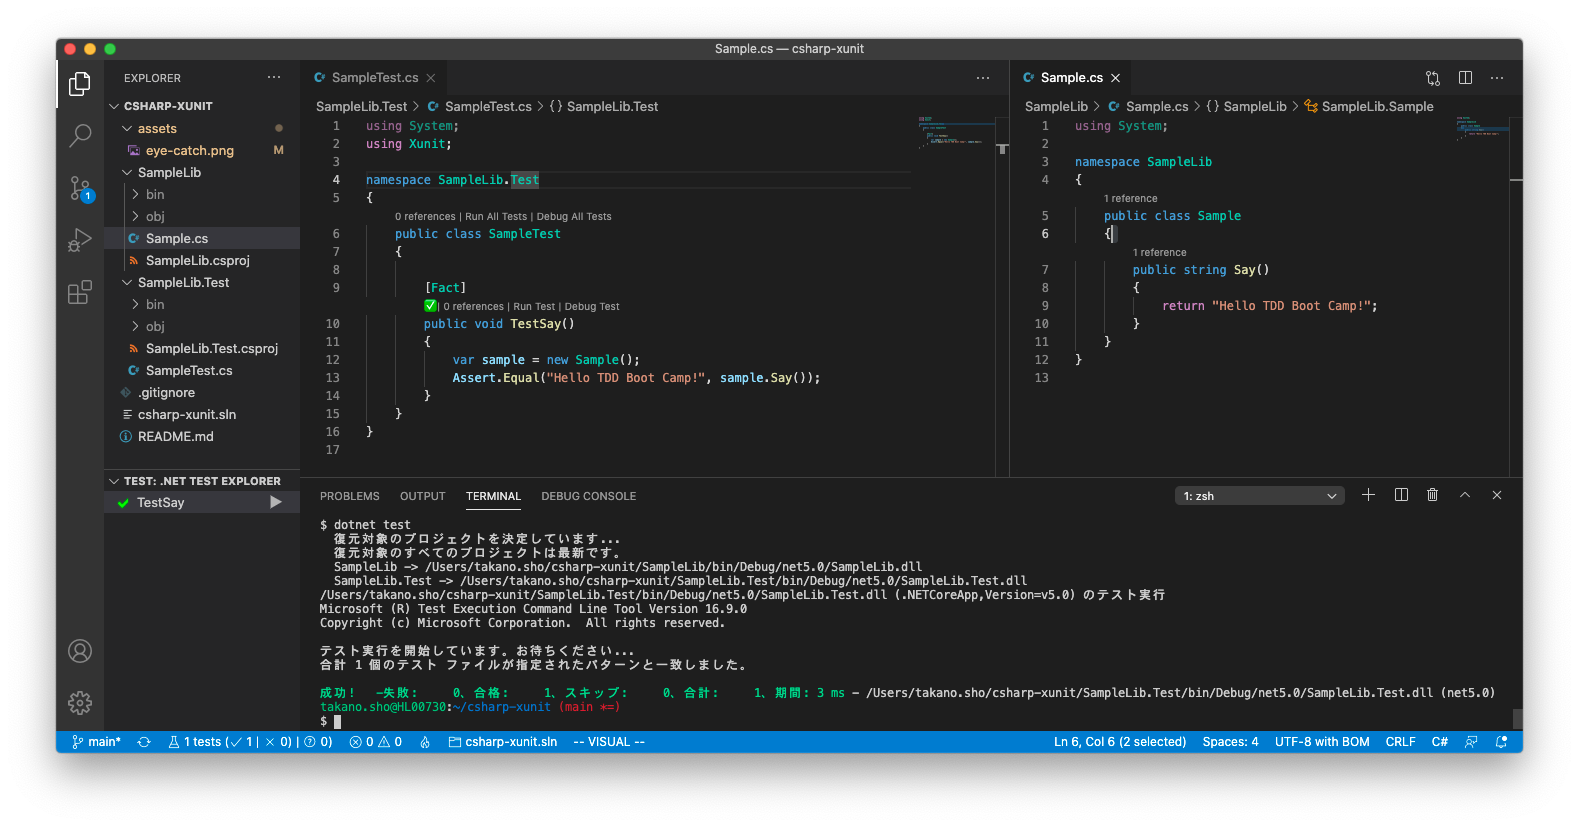 Sample.cs — csharp-xunit
EXPLORER
CSHARP-XUNIT
assets
eye-catch.png M
SampleLib
bin
obj
Sample.cs
SampleLib.csproj
SampleLib.Test
bin
obj
SampleLib.Test.csproj
SampleTest.cs
.gitignore
csharp-xunit.sln
README.md
TEST: .NET TEST EXPLORER
TestSay
SampleTest.cs
SampleLib.Test > SampleTest.cs > {} SampleLib.Test
1 using System;
2 using Xunit;
3
4 namespace SampleLib.Test
5 {
0 references | Run All Tests | Debug All Tests
6 public class SampleTest
7 {
8
9 [Fact]
✅| 0 references | Run Test | Debug Test
10 public void TestSay()
11 {
12 var sample = new Sample();
13 Assert.Equal("Hello TDD Boot Camp!", sample.Say());
14 }
15 }
16 }
17
Sample.cs
SampleLib > Sample.cs > {} SampleLib > SampleLib.Sample
1 using System;
2
3 namespace SampleLib
4 {
1 reference
5 public class Sample
6 {
1 reference
7 public string Say()
8 {
9 return "Hello TDD Boot Camp!";
10 }
11 }
12 }
13
PROBLEMS OUTPUT TERMINAL DEBUG CONSOLE
1: zsh
$ dotnet test
復元対象のプロジェクトを決定しています...
復元対象のすべてのプロジェクトは最新です。
SampleLib -> /Users/takano.sho/csharp-xunit/SampleLib/bin/Debug/net5.0/SampleLib.dll
SampleLib.Test -> /Users/takano.sho/csharp-xunit/SampleLib.Test/bin/Debug/net5.0/SampleLib.Test.dll
/Users/takano.sho/csharp-xunit/SampleLib.Test/bin/Debug/net5.0/SampleLib.Test.dll (.NETCoreApp,Version=v5.0) のテスト実行
Microsoft (R) Test Execution Command Line Tool Version 16.9.0
Copyright (c) Microsoft Corporation.  All rights reserved.
テスト実行を開始しています。お待ちください...
合計 1 個のテスト ファイルが指定されたパターンと一致しました。
成功!  -失敗:     0、合格:     1、スキップ:     0、合計:     1、期間: 3 ms - /Users/takano.sho/csharp-xunit/SampleLib.Test/bin/Debug/net5.0/SampleLib.Test.dll (net5.0)
takano.sho@HL00730:~/csharp-xunit (main *=)
$
main* 1 tests (✓ 1 | × 0) | ? 0) 0 0 csharp-xunit.sln -- VISUAL -- Ln 6, Col 6 (2 selected) Spaces: 4 UTF-8 with BOM CRLF C#
1